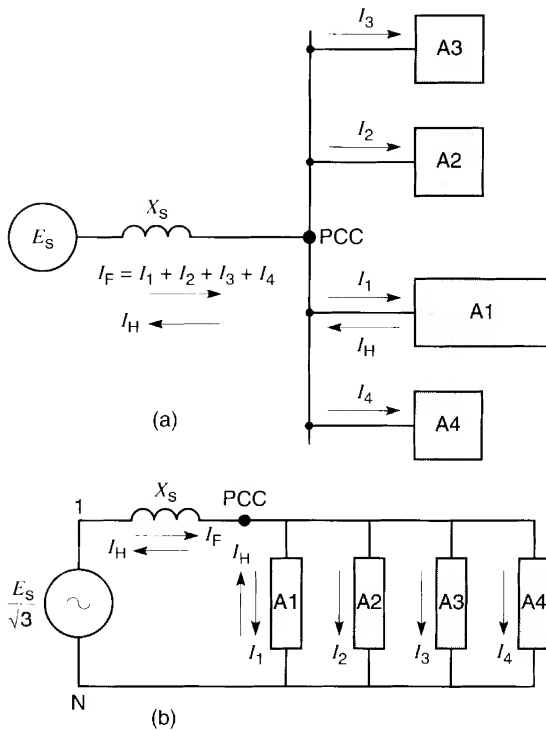 I3
A3
I2
A2
XS
ES
PCC
IF = I1 + I2 + I3 + I4
I1
A1
IH
IH
I4
A4
(a)
XS
PCC
1
IH
IF
IH
ES
√3
A1
A2
A3
A4
I1
I2
I3
I4
N
(b)